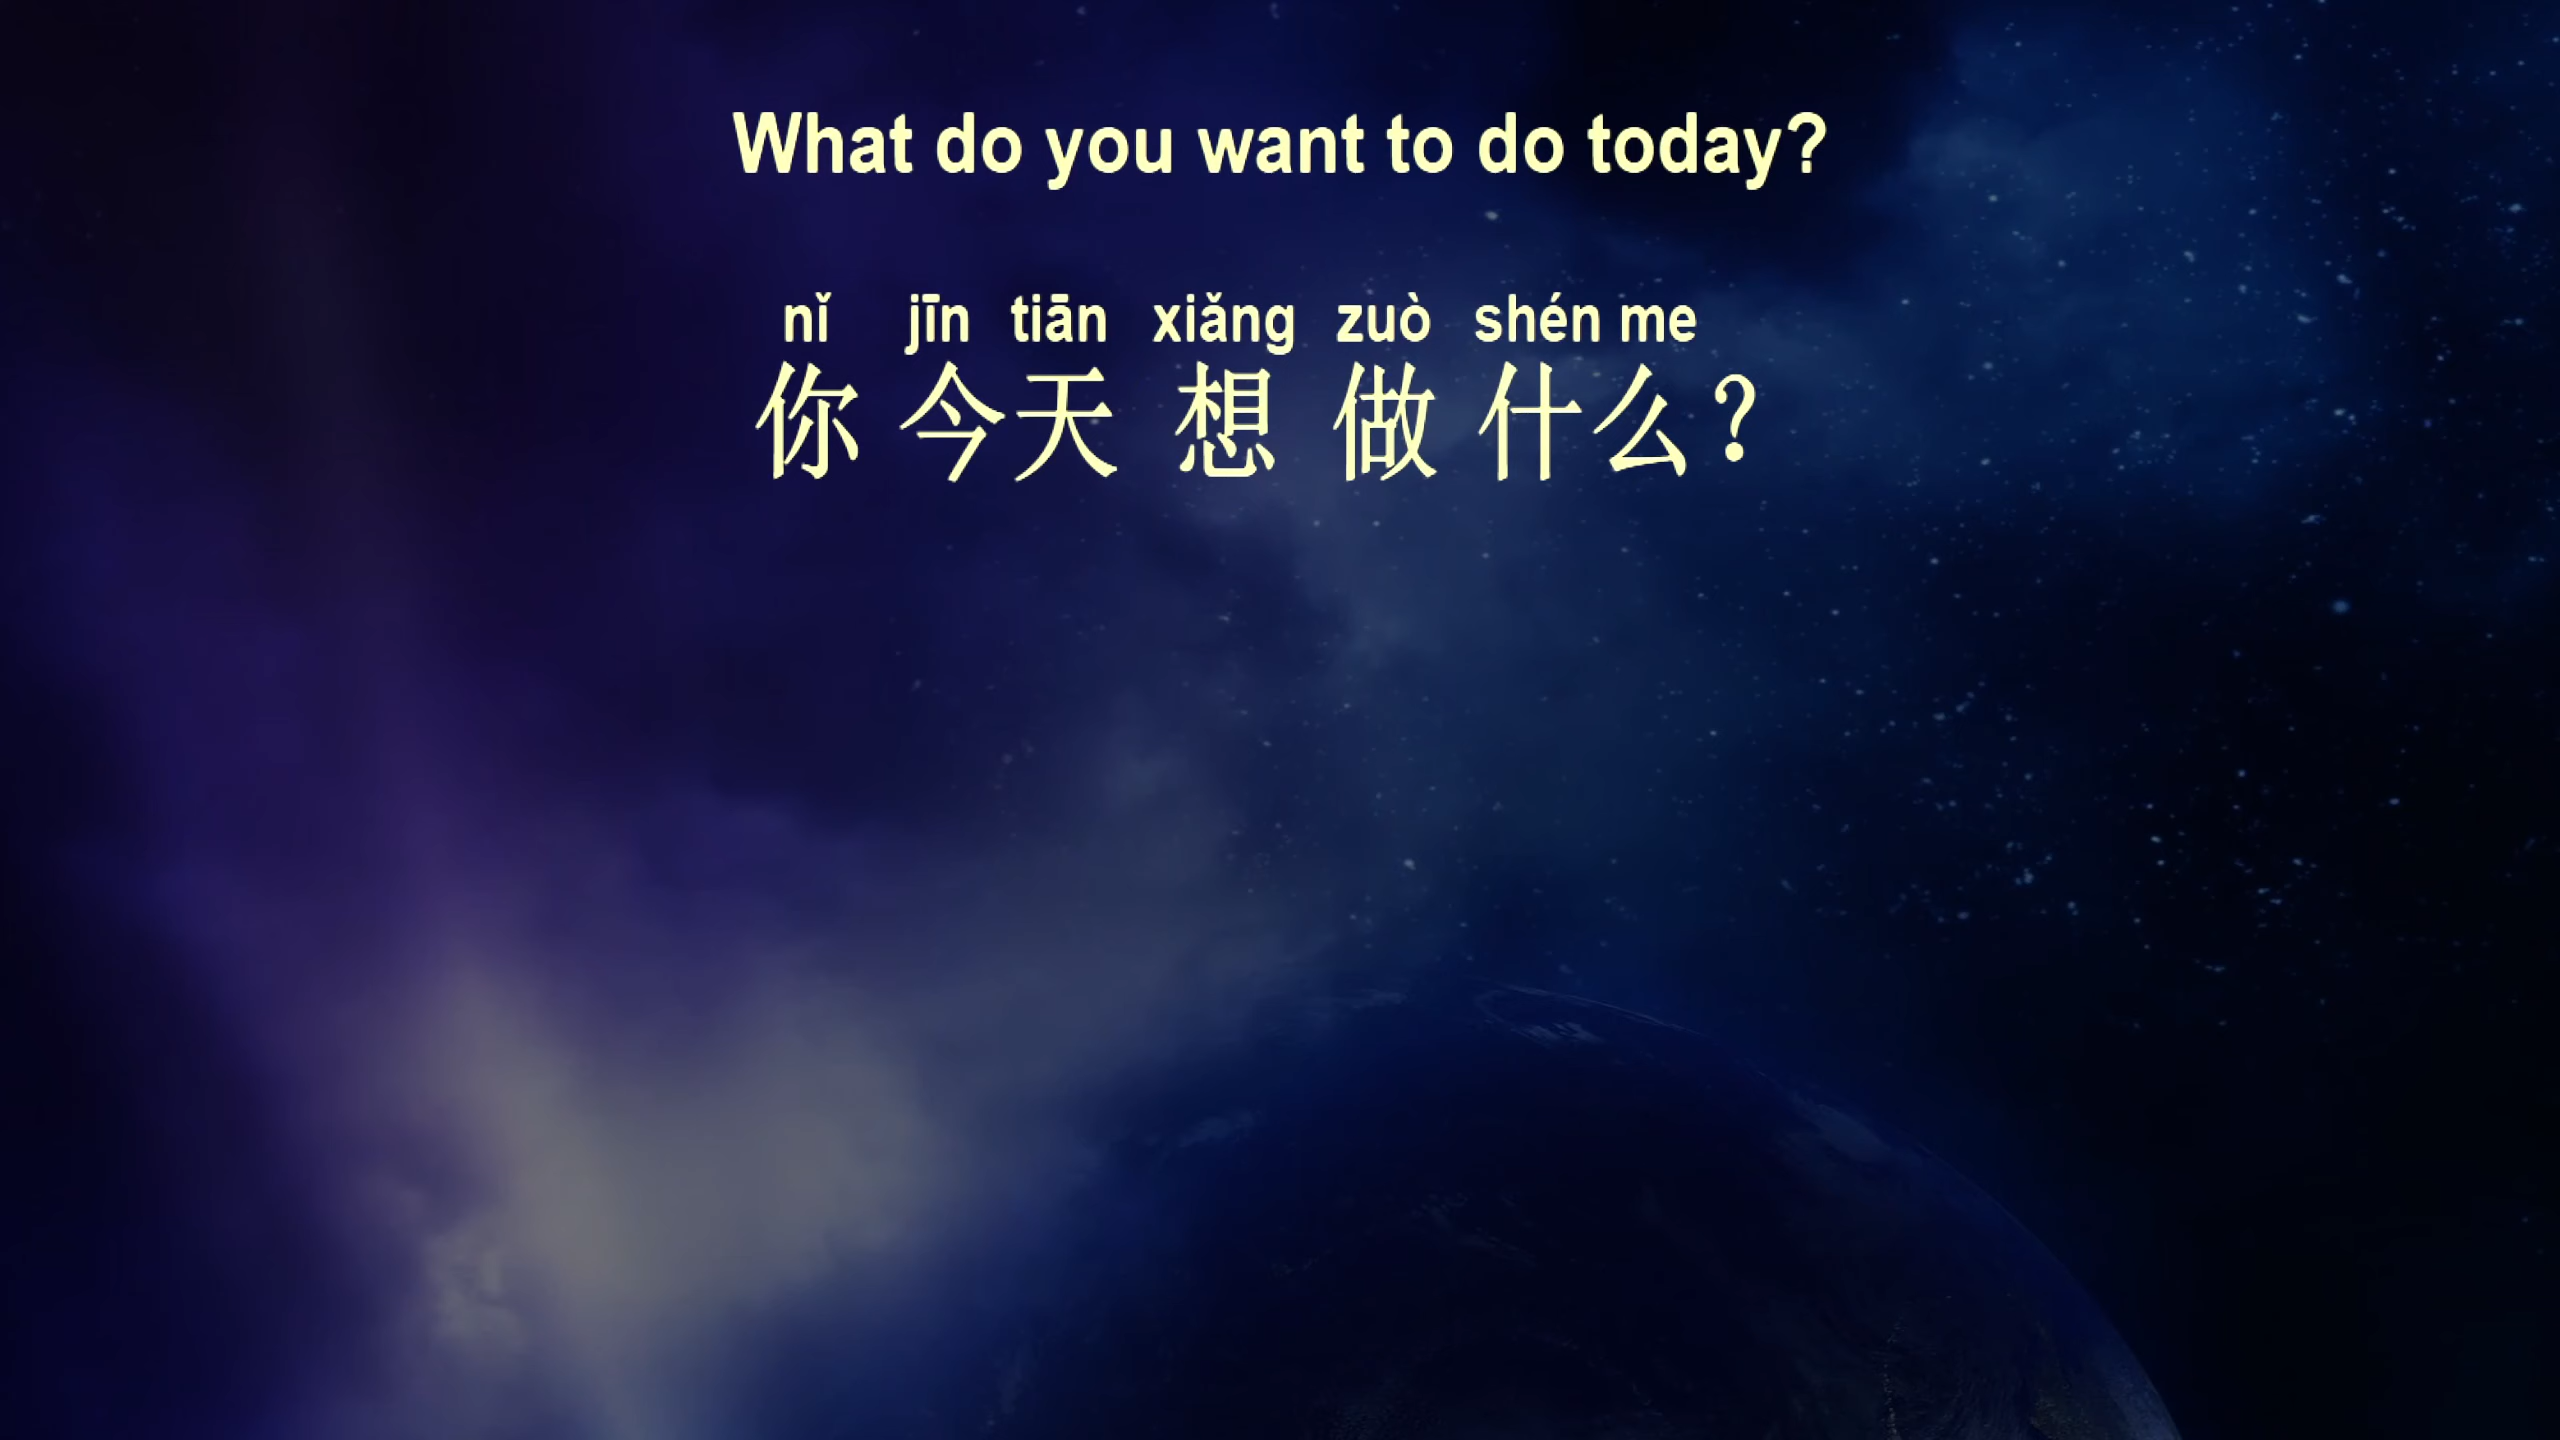 What do you want to do today?
nǐ jīn tiān xiǎng zuò shén me
你 今天 想 做 什么？